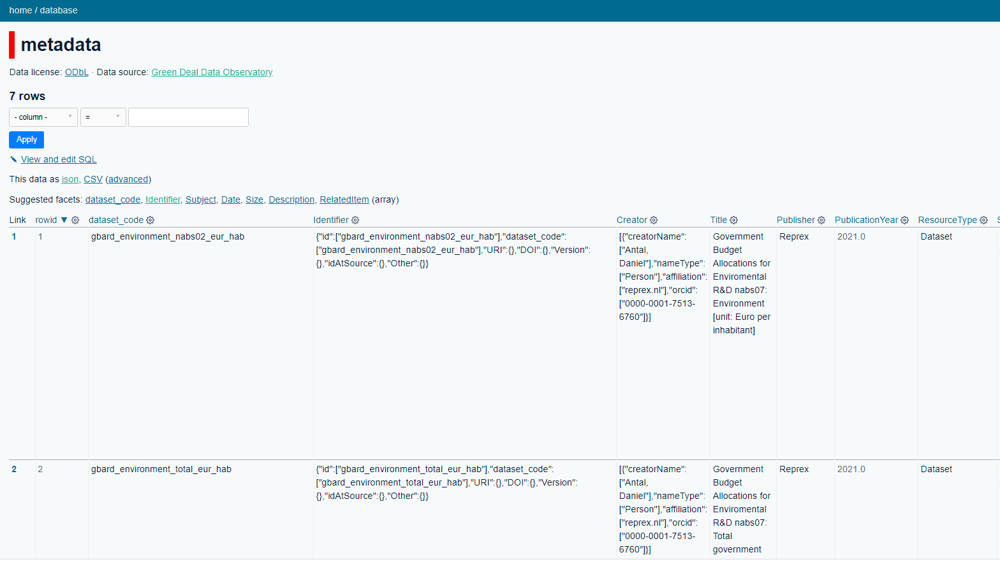 home / database
metadata
Data license: ODbL · Data source: Green Deal Data Observatory
7 rows
- column -
=
Apply
View and edit SQL
This data as json, CSV (advanced)
Suggested facets: dataset_code, Identifier, Subject, Date, Size, Description, RelatedItem (array)
Link rowid ▼ dataset_code Identifier Creator Title Publisher PublicationYear ResourceType S
1
1
gbard_environment_nabs02_eur_hab
{"id":["gbard_environment_nabs02_eur_hab"],"dataset_code":
["gbard_environment_nabs02_eur_hab"],"URI":{},"DOI":{},"Version":
{},"idAtSource":{},"Other":{}}
[{"creatorName":
["Antal,
Daniel"],"nameType":
["Person"],"affiliation":
["reprex.nl"],"orcid":
["0000-0001-7513-
6760"]}]
Government
Budget
Allocations for
Enviromental
R&D nabs07:
Environment
[unit: Euro per
inhabitant]
Reprex
2021.0
Dataset
2
2
gbard_environment_total_eur_hab
{"id":["gbard_environment_total_eur_hab"],"dataset_code":
["gbard_environment_total_eur_hab"],"URI":{},"DOI":{},"Version":
{},"idAtSource":{},"Other":{}}
[{"creatorName":
["Antal,
Daniel"],"nameType":
["Person"],"affiliation":
["reprex.nl"],"orcid":
["0000-0001-7513-
6760"]}]
Government
Budget
Allocations for
Enviromental
R&D nabs07:
Total
government
Reprex
2021.0
Dataset